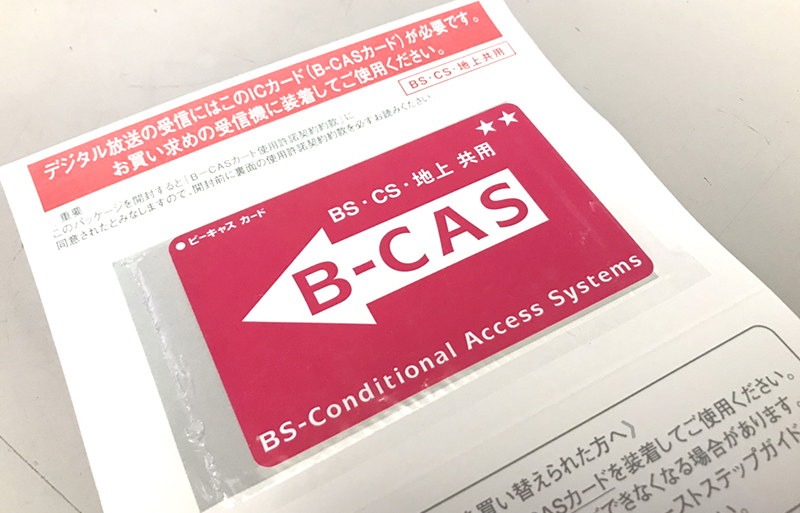 デジタル放送の受信にはこのICカード(B-CASカード)が必要です。
お買い求めの受信機に装着してご使用ください。
BS・CS・地上共用
重要
このパッケージを開封すると「B-CASカード使用許諾契約約款」に
同意されたとみなしますので、開封前に裏面の使用許諾契約約款を必ずお読みください
★★
BS・CS・地上 共用
●ビーキャス カード
B-CAS
BS-Conditional Access Systems
買い替えられた方へ》
CASカードを装着してご使用ください。
できなくなる場合があります。
ーストステップガイド